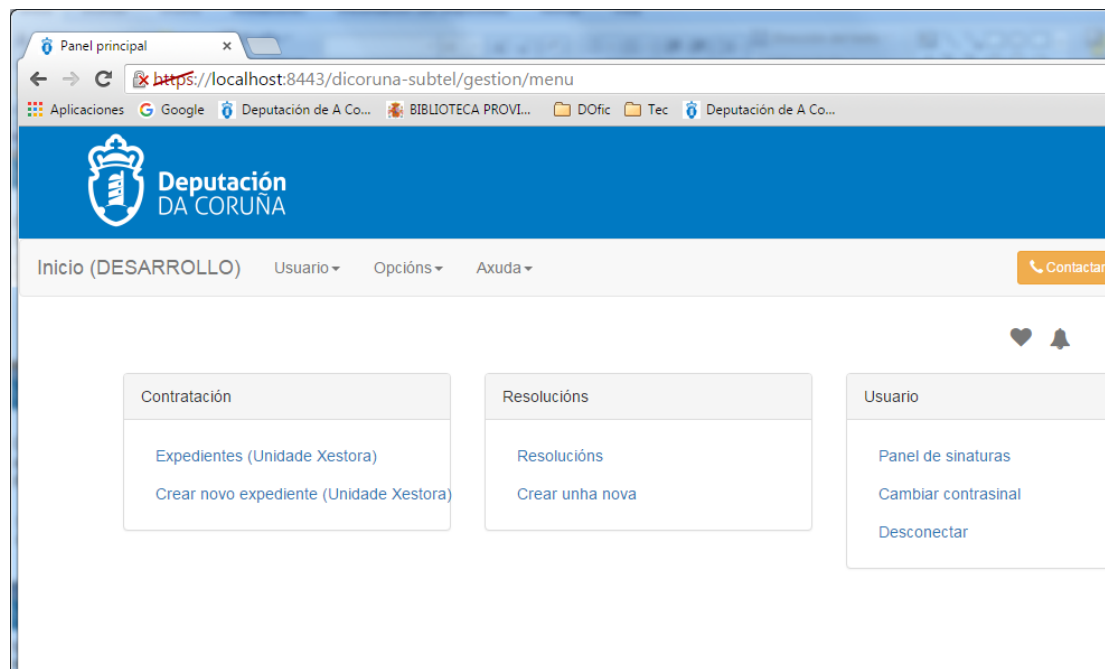 Panel principal
https://localhost:8443/dicoruna-subtel/gestion/menu
Aplicaciones Google Deputación de A Co... BIBLIOTECA PROVI... DOfic Tec Deputación de A Co...
Deputación
DA CORUÑA
Inicio (DESARROLLO) Usuario Opcións Axuda Contactar
Contratación
Expedientes (Unidade Xestora)
Crear novo expediente (Unidade Xestora)
Resolucións
Resolucións
Crear unha nova
Usuario
Panel de sinaturas
Cambiar contrasinal
Desconectar